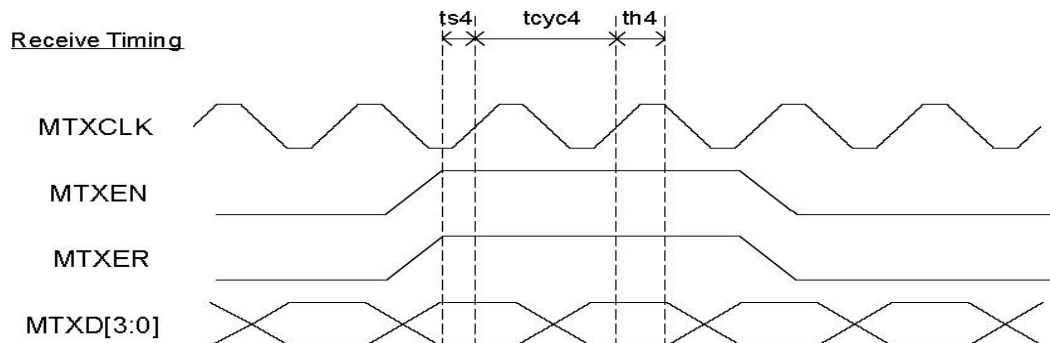 ts4 tcyc4 th4
Receive Timing
MTXCLK
MTXEN
MTXER
MTXD[3:0]